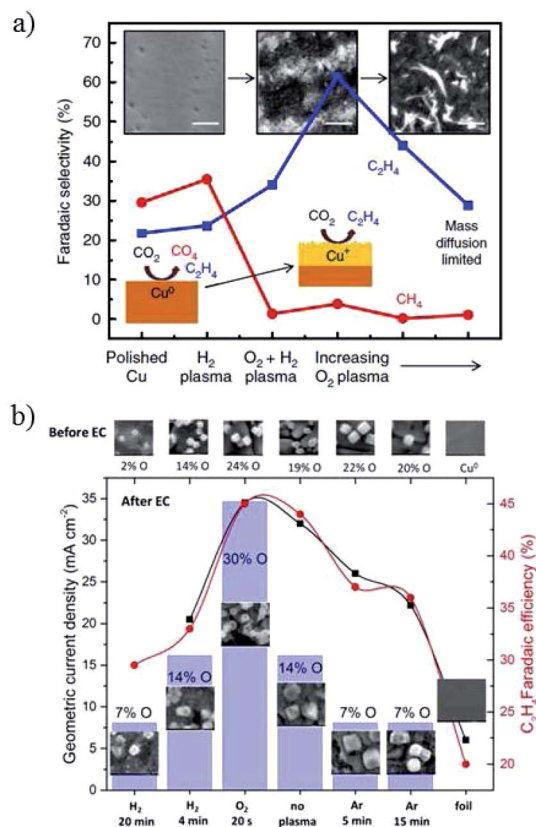 a)
Faradaic selectivity (%)
70
60
50
40
30
20
10
0
C₂H₄
CO₂ C₂H₄
Cu⁺
Mass
diffusion
limited
CO₂ CO₄
C₂H₄
Cu⁰
CH₄
Polished
Cu
H₂
plasma
O₂ + H₂
plasma
Increasing
O₂ plasma
b)
Before EC
2% O 14% O 24% O 19% O 22% O 20% O Cu⁰
After EC
Geometric current density (mA cm⁻²)
35
30
25
20
15
10
5
0
30% O
14% O
14% O
7% O
7% O
7% O
45
40
35
30
25
20
C₂H₄ Faradaic efficiency (%)
H₂
20 min
H₂
4 min
O₂
20 s
no
plasma
Ar
5 min
Ar
15 min
foil